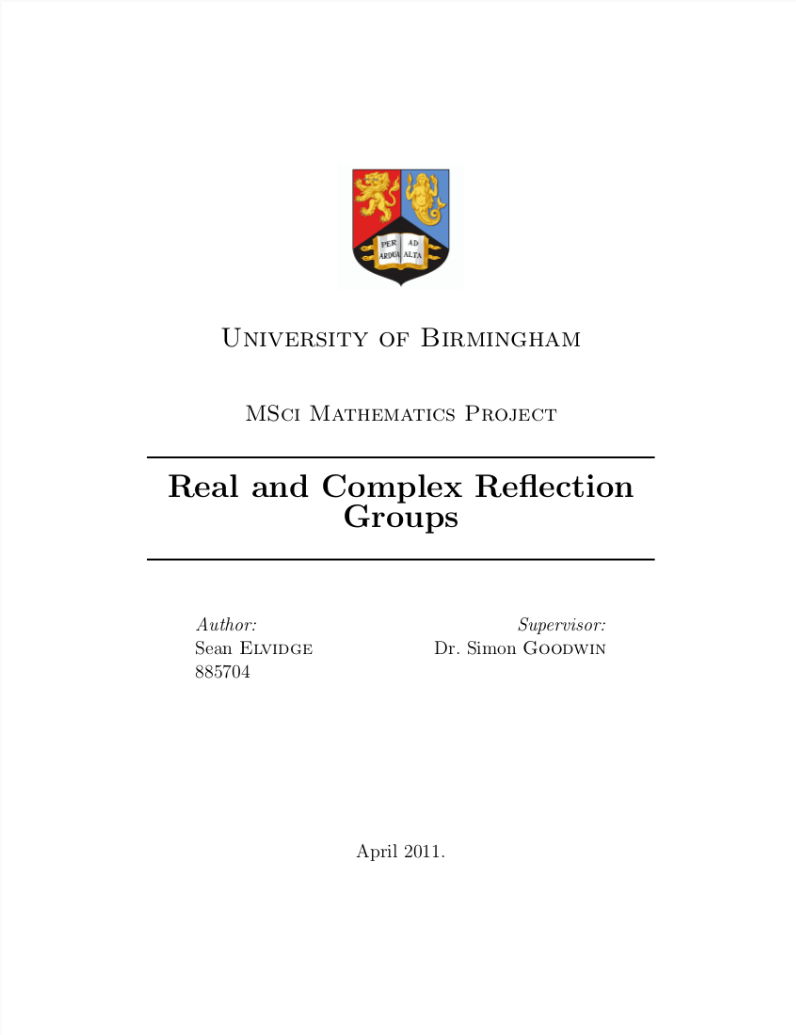 PER AD
ARDUA ALTA
University of Birmingham
MSci Mathematics Project
Real and Complex Reflection
Groups
Author:
Sean Elvidge
885704
Supervisor:
Dr. Simon Goodwin
April 2011.